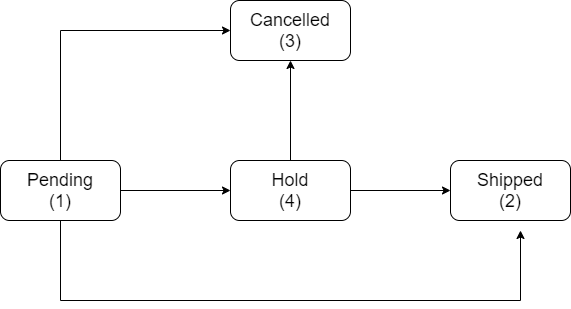 Cancelled
(3)
Pending
(1)
Hold
(4)
Shipped
(2)